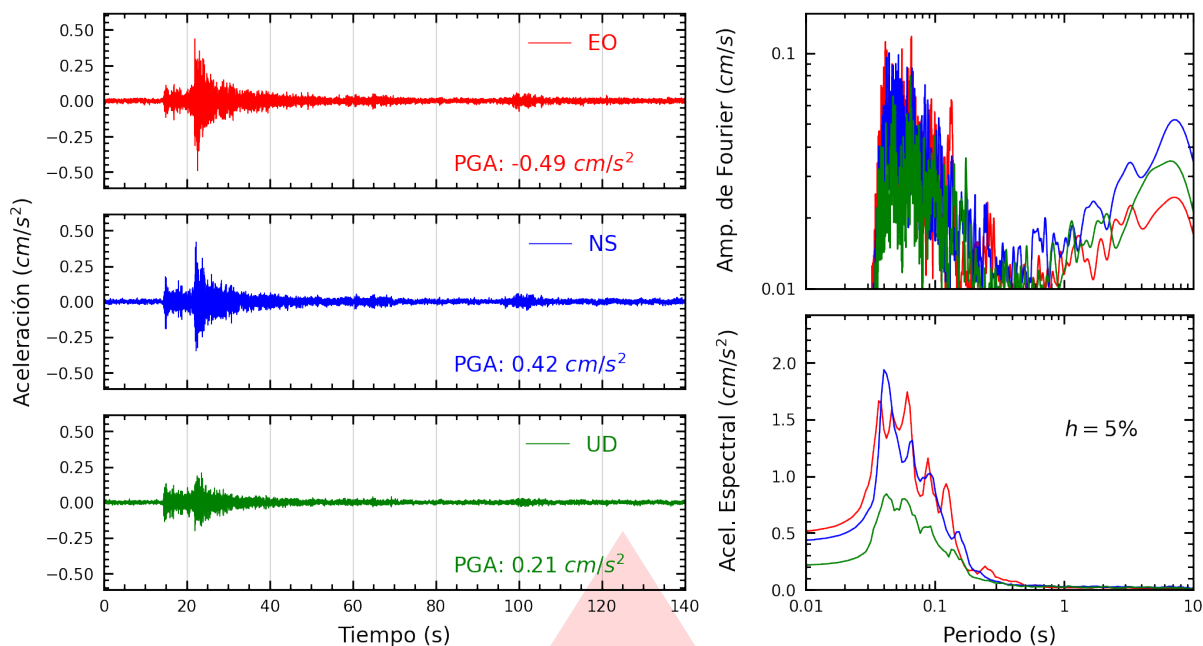 Aceleración (cm/s²)
0.50
0.25
0.00
−0.25
−0.50
EO
PGA: -0.49 cm/s²
0.50
0.25
0.00
−0.25
−0.50
NS
PGA: 0.42 cm/s²
0.50
0.25
0.00
−0.25
−0.50
UD
PGA: 0.21 cm/s²
0 20 40 60 80 100 120 140
Tiempo (s)
Amp. de Fourier (cm/s)
0.1
0.01
Acel. Espectral (cm/s²)
2.0
1.5
1.0
0.5
0.0
h = 5%
0.01 0.1 1 10
Periodo (s)